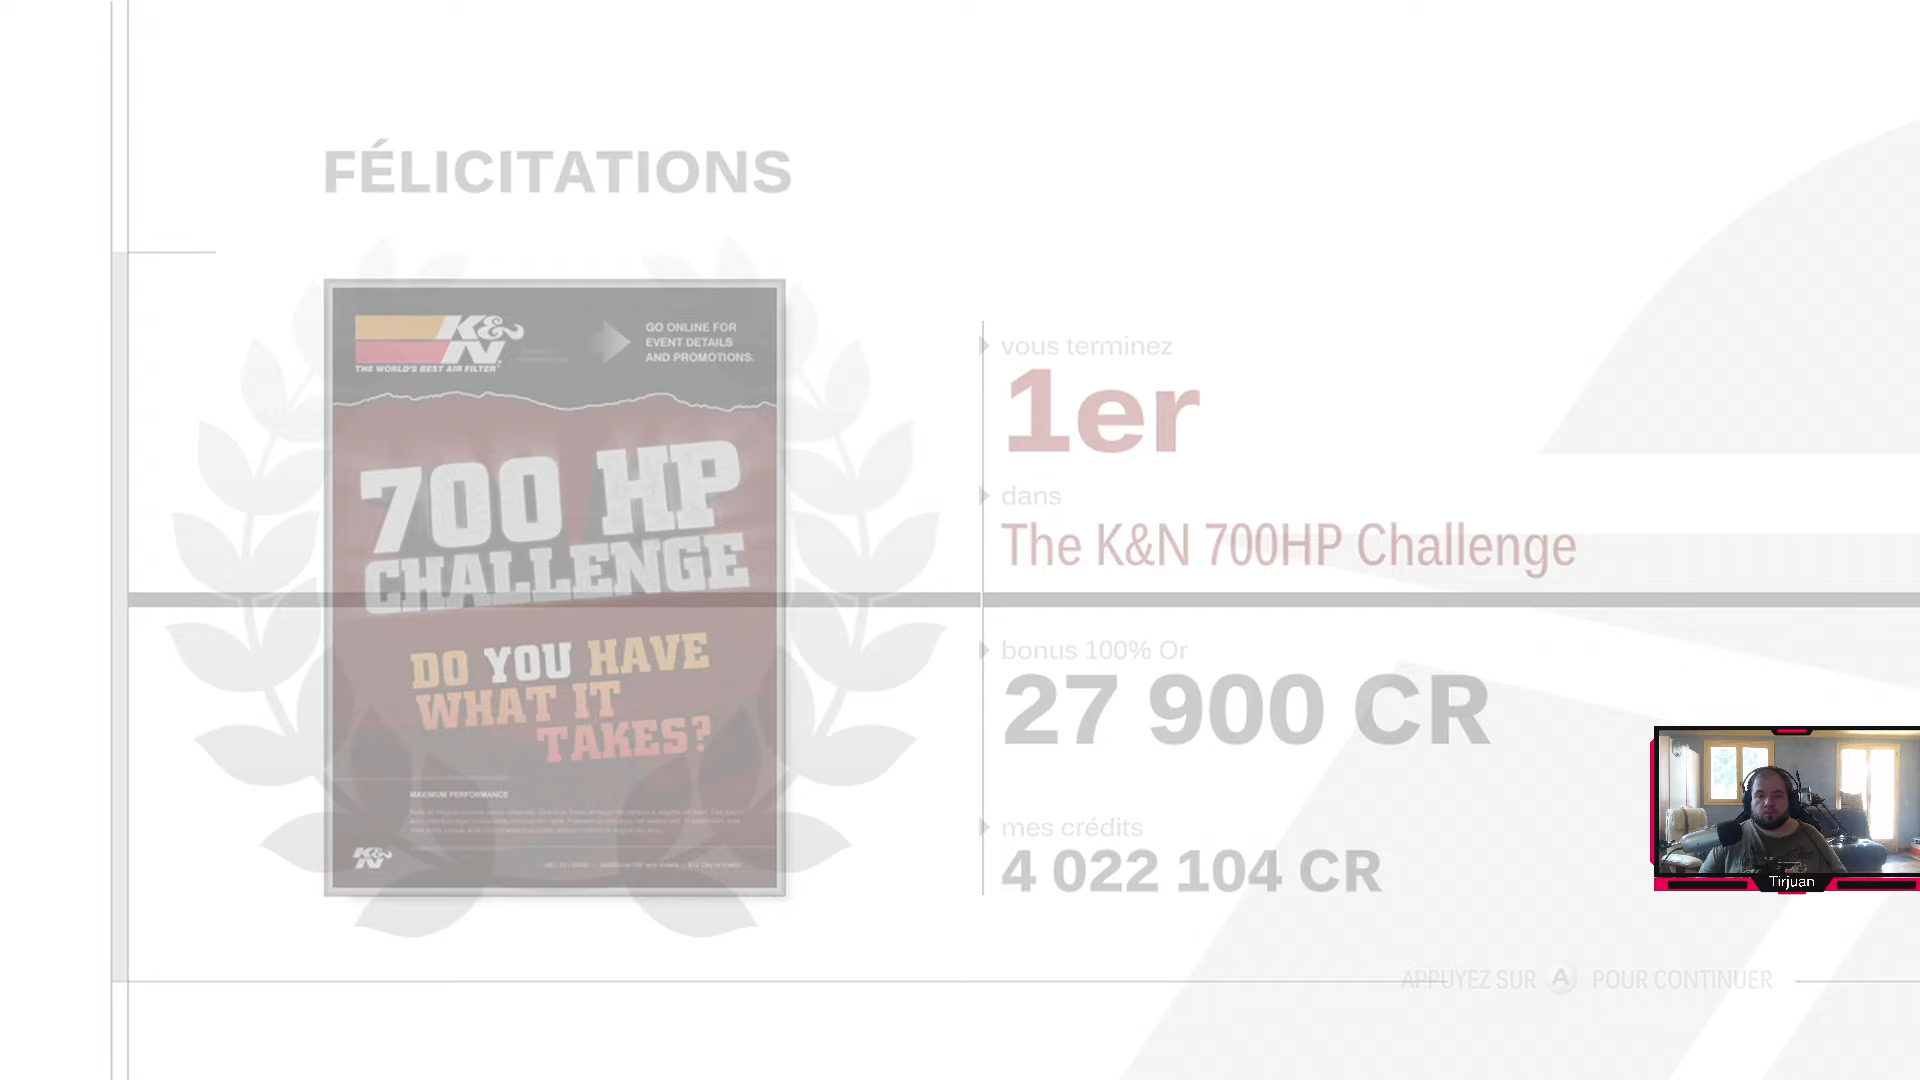 FÉLICITATIONS
K&N
THE WORLD'S BEST AIR FILTER
GO ONLINE FOR
EVENT DETAILS
AND PROMOTIONS.
700 HP
CHALLENGE
DO YOU HAVE
WHAT IT
TAKES?
MAXIMUM PERFORMANCE
K&N
vous terminez
1er
dans
The K&N 700HP Challenge
bonus 100% Or
27 900 CR
mes crédits
4 022 104 CR
Tirjuan
APPUYEZ SUR A POUR CONTINUER